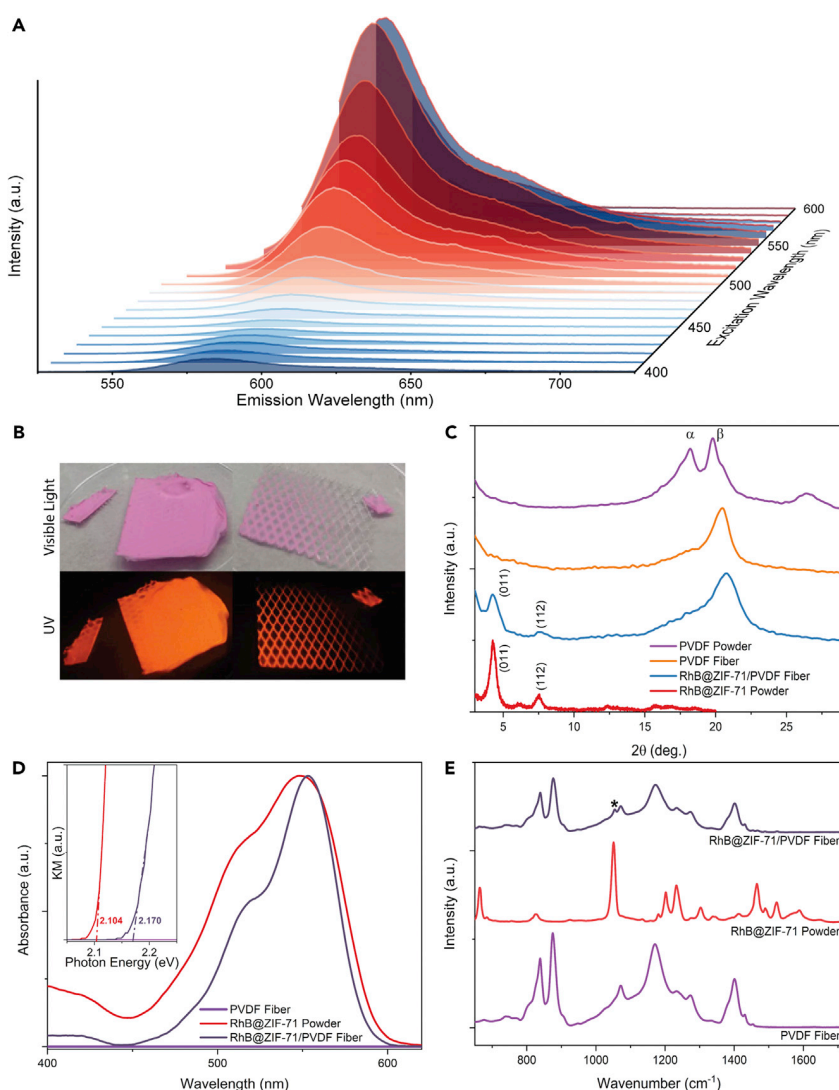 A
Intensity (a.u.)
550
600
650
700
Emission Wavelength (nm)
400
450
500
550
600
Excitation Wavelength (nm)
B
Visible Light
UV
C
Intensity (a.u.)
α
β
(011)
(112)
(011)
(112)
PVDF Powder
PVDF Fiber
RhB@ZIF-71/PVDF Fiber
RhB@ZIF-71 Powder
5
10
15
20
25
2θ (deg.)
D
Absorbance (a.u.)
KM (a.u.)
2.104
2.170
2.1
2.2
Photon Energy (eV)
PVDF Fiber
RhB@ZIF-71 Powder
RhB@ZIF-71/PVDF Fiber
400
500
600
Wavelength (nm)
E
Intensity (a.u.)
*
RhB@ZIF-71/PVDF Fiber
RhB@ZIF-71 Powder
PVDF Fiber
800
1000
1200
1400
1600
Wavenumber (cm⁻¹)